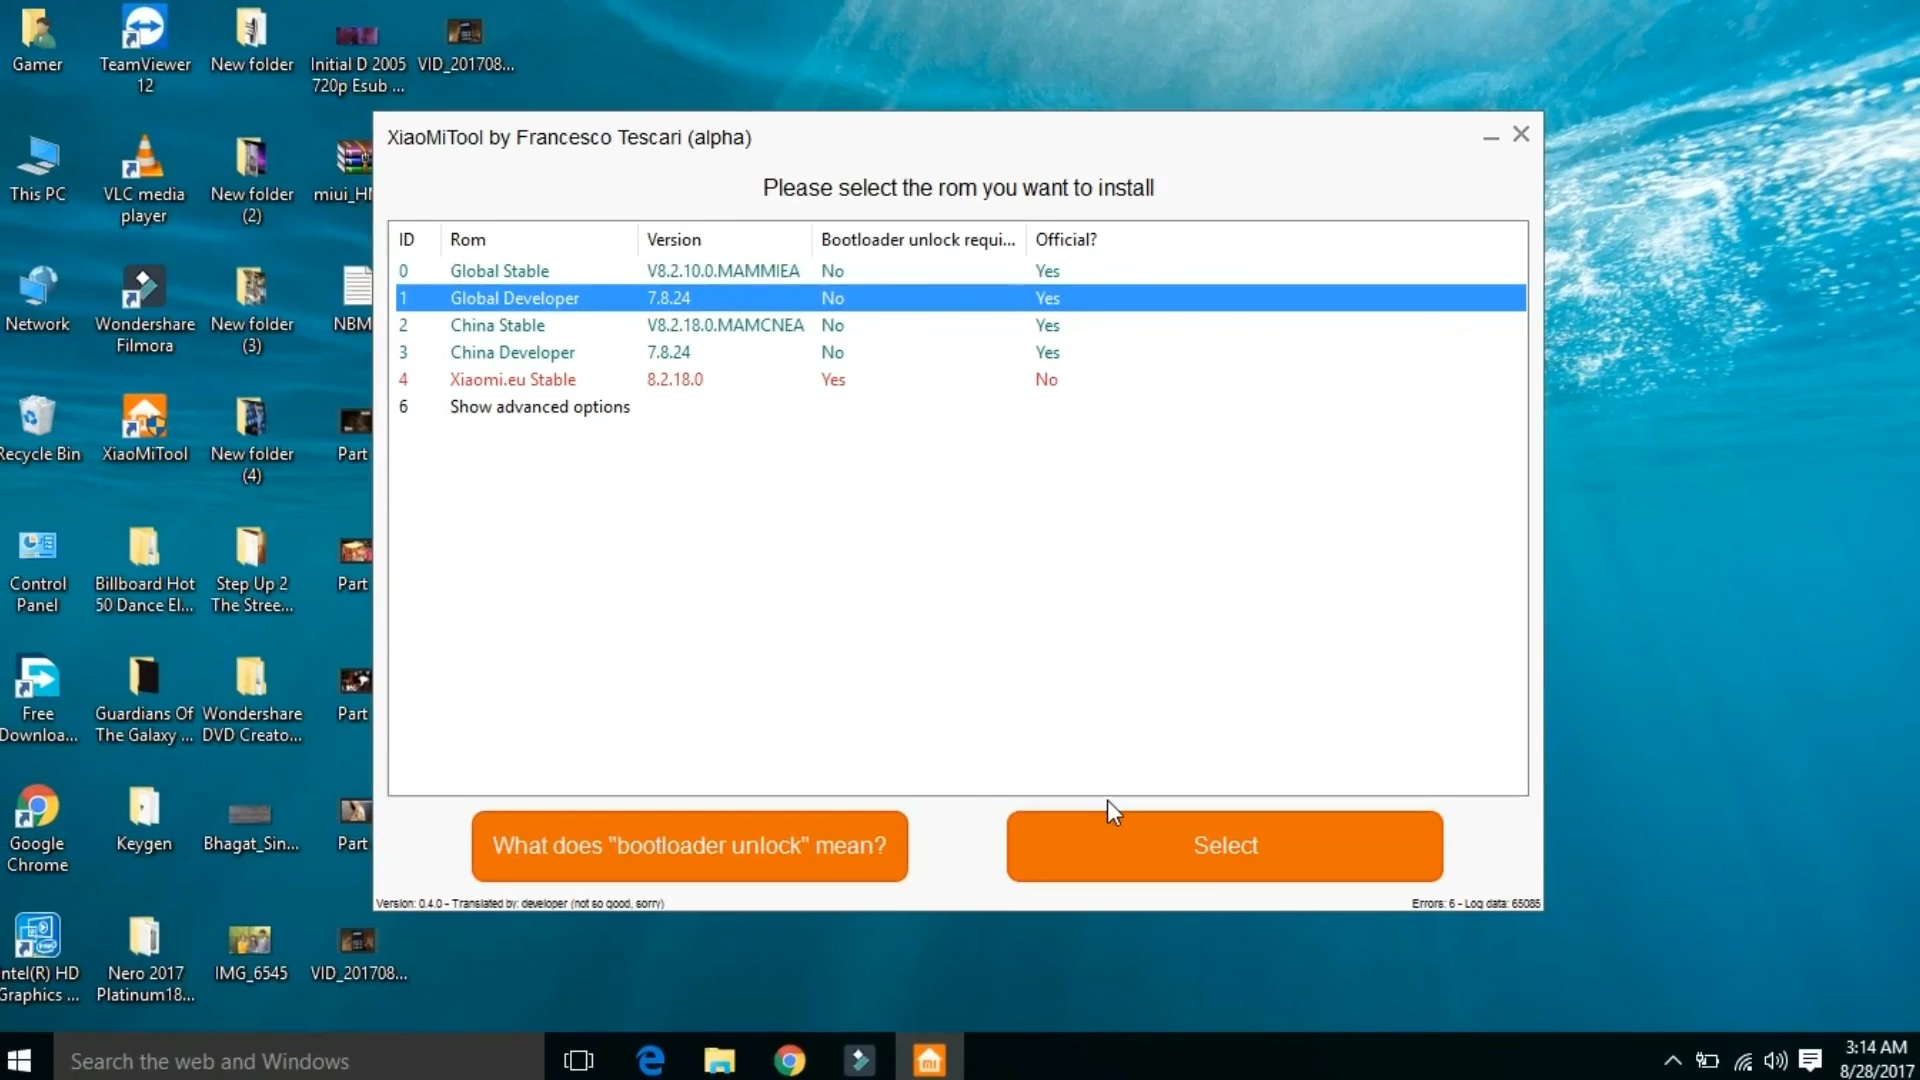 Gamer
TeamViewer
12
New folder
Initial D 2005
720p Esub ...
VID_201708...
This PC
VLC media
player
New folder
(2)
miui_H
Network
Wondershare
Filmora
New folder
(3)
NBM
Recycle Bin
XiaoMiTool
New folder
(4)
Part
Control
Panel
Billboard Hot
50 Dance El...
Step Up 2
The Stree...
Part
Free
Downloa...
Guardians Of
The Galaxy ...
Wondershare
DVD Creato...
Part
Google
Chrome
Keygen
Bhagat_Sin...
Part
ntel(R) HD
Graphics ...
Nero 2017
Platinum18...
IMG_6545
VID_201708...
XiaoMiTool by Francesco Tescari (alpha)
Please select the rom you want to install
ID Rom Version Bootloader unlock requi... Official?
0 Global Stable V8.2.10.0.MAMMIEA No Yes
1 Global Developer 7.8.24 No Yes
2 China Stable V8.2.18.0.MAMCNEA No Yes
3 China Developer 7.8.24 No Yes
4 Xiaomi.eu Stable 8.2.18.0 Yes No
6 Show advanced options
What does "bootloader unlock" mean?
Select
Version: 0.4.0 - Translated by: developer (not so good, sorry)
Errors: 6 - Log data: 65085
Search the web and Windows
3:14 AM
8/28/2017